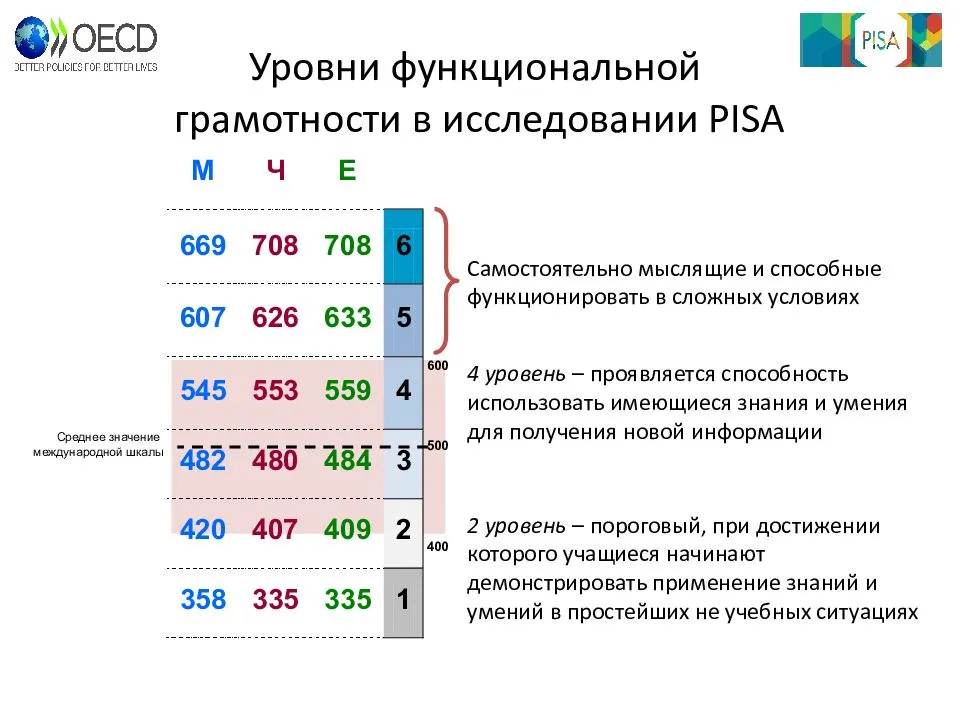 OECD
BETTER POLICIES FOR BETTER LIVES
PISA
Уровни функциональной
грамотности в исследовании PISA
М Ч Е
669 708 708 6
Самостоятельно мыслящие и способные
функционировать в сложных условиях
607 626 633 5
600
545 553 559 4
4 уровень – проявляется способность
использовать имеющиеся знания и умения
для получения новой информации
Среднее значение
международной шкалы
500
482 480 484 3
420 407 409 2
400
2 уровень – пороговый, при достижении
которого учащиеся начинают
демонстрировать применение знаний и
умений в простейших не учебных ситуациях
358 335 335 1